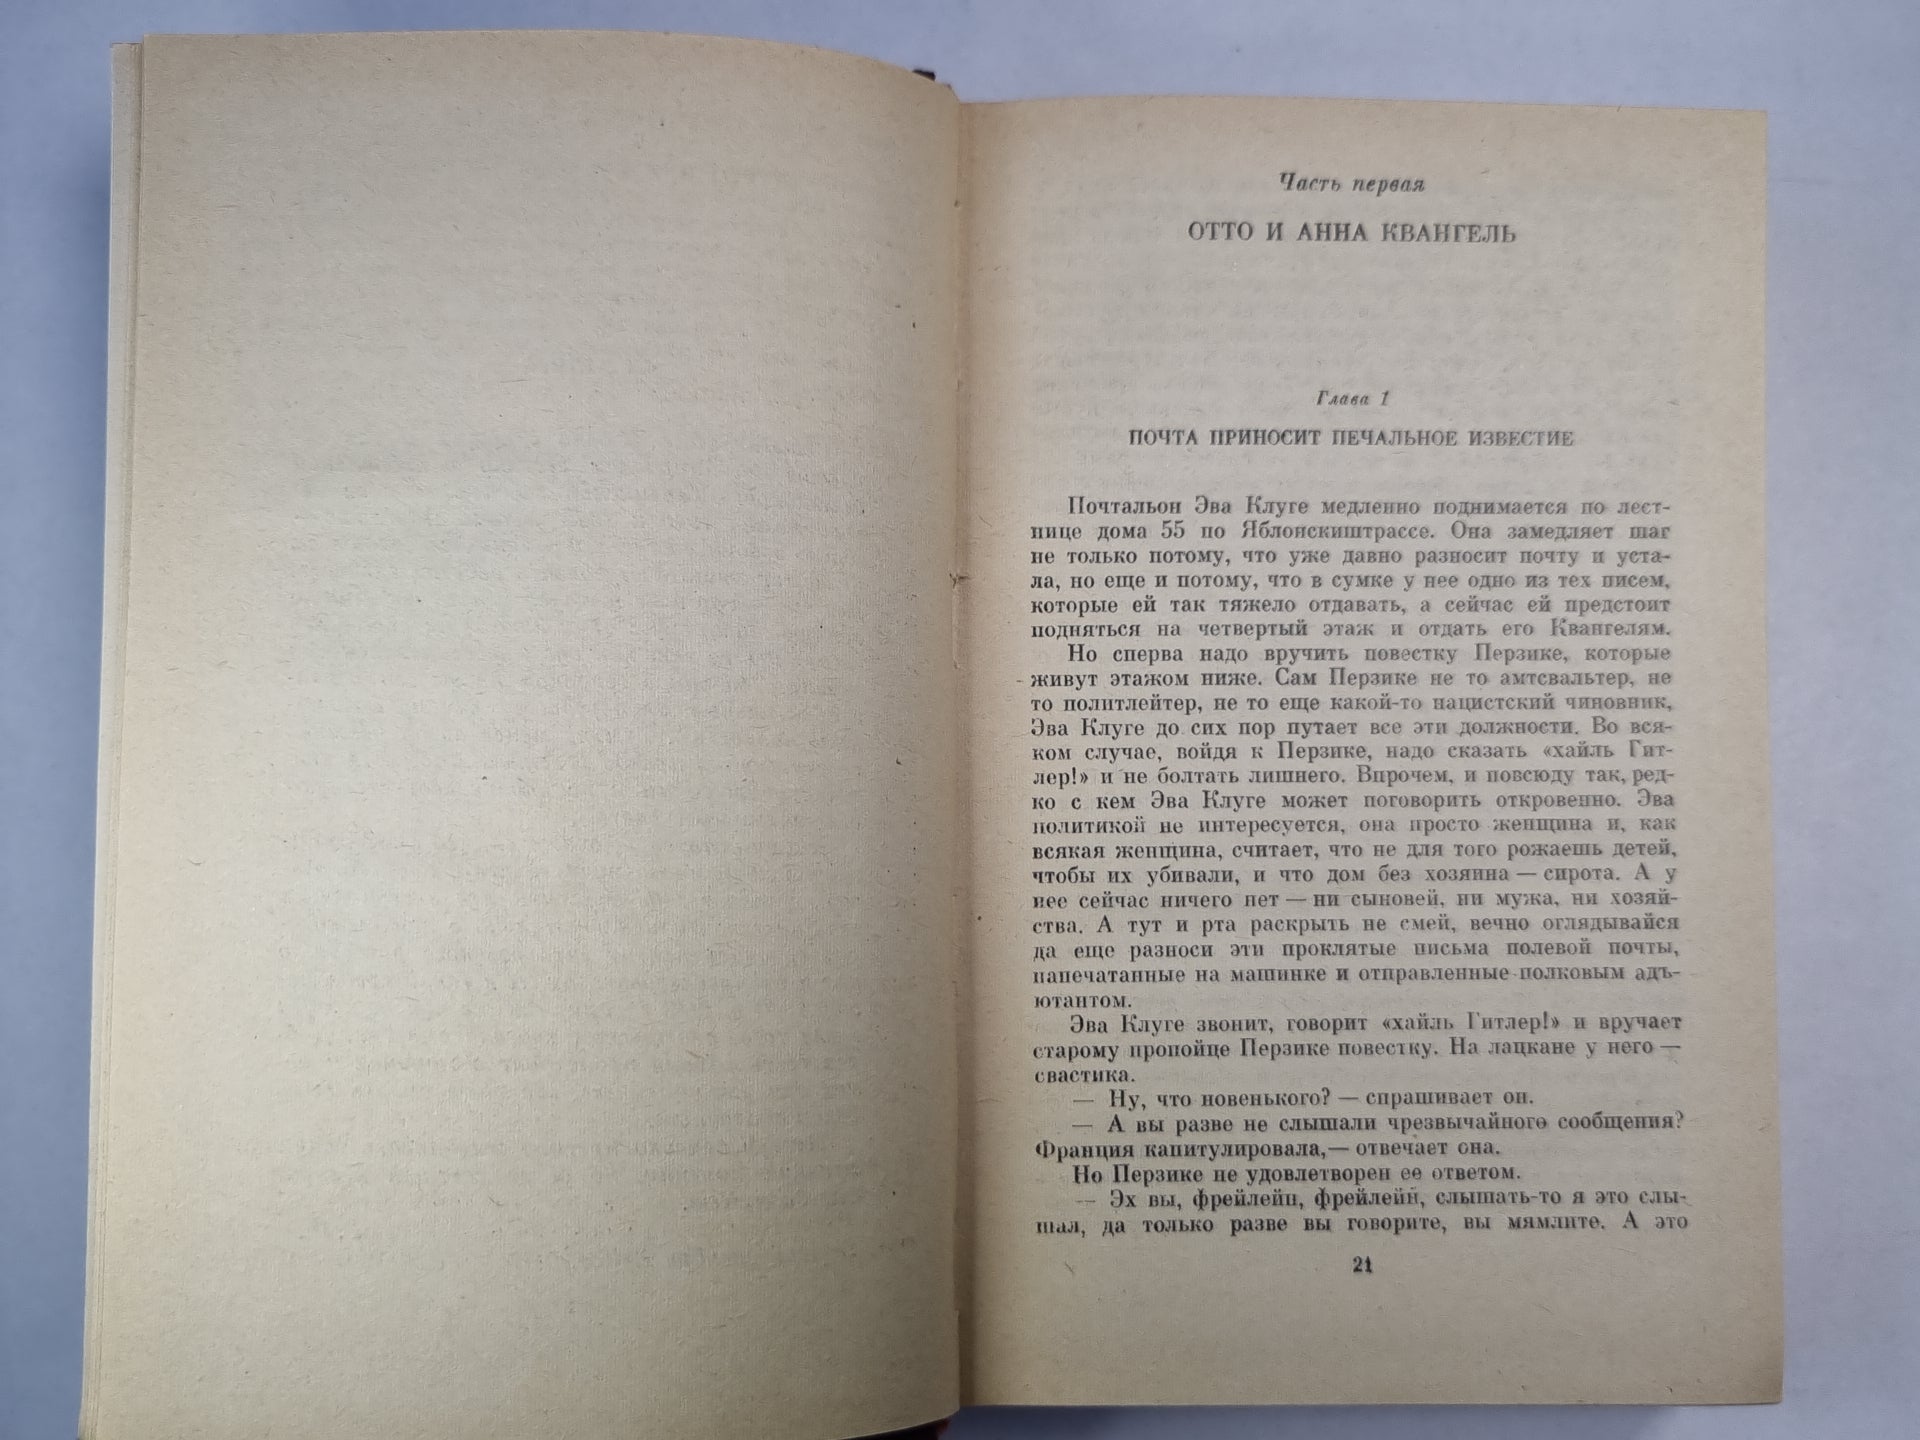 Часть первая
ОТТО И АННА КВАНГЕЛЬ
Глава 1
ПОЧТА ПРИНОСИТ ПЕЧАЛЬНОЕ ИЗВЕСТИЕ
Почтальон Эва Клуге медленно поднимается по лест-
нице дома 55 по Яблонскиштрассе. Она замедляет шаг
не только потому, что уже давно разносит почту и уста-
ла, но еще и потому, что в сумке у нее одно из тех писем,
которые ей так тяжело отдавать, а сейчас ей предстоит
подняться на четвертый этаж и отдать его Квангелям.
Но сперва надо вручить повестку Перзике, которые
живут этажом ниже. Сам Перзике не то амтсвальтер, не
то политлейтер, не то еще какой-то нацистский чиновник,
Эва Клуге до сих пор путает все эти должности. Во вся-
ком случае, войдя к Перзике, надо сказать «хайль Гит-
лер!» и не болтать лишнего. Впрочем, и повсюду так, ред-
ко с кем Эва Клуге может поговорить откровенно. Эва
политикой не интересуется, она просто женщина и, как
всякая женщина, считает, что не для того рожаешь детей,
чтобы их убивали, и что дом без хозяина — сирота. А у
нее сейчас ничего нет — ни сыновей, ни мужа, ни хозяй-
ства. А тут и рта раскрыть не смей, вечно оглядывайся
да еще разноси эти проклятые письма полевой почты,
напечатанные на машинке и отправленные полковым адъ-
ютантом.
Эва Клуге звонит, говорит «хайль Гитлер!» и вручает
старому пропойце Перзике повестку. На лацкане у него —
свастика.
— Ну, что новенького? — спрашивает он.
— А вы разве не слышали чрезвычайного сообщения?
Франция капитулировала,— отвечает она.
Но Перзике не удовлетворен ее ответом.
— Эх вы, фрейлейн, фрейлейн, слышать-то я это слы-
шал, да только разве вы говорите, вы мямлите. А это
21